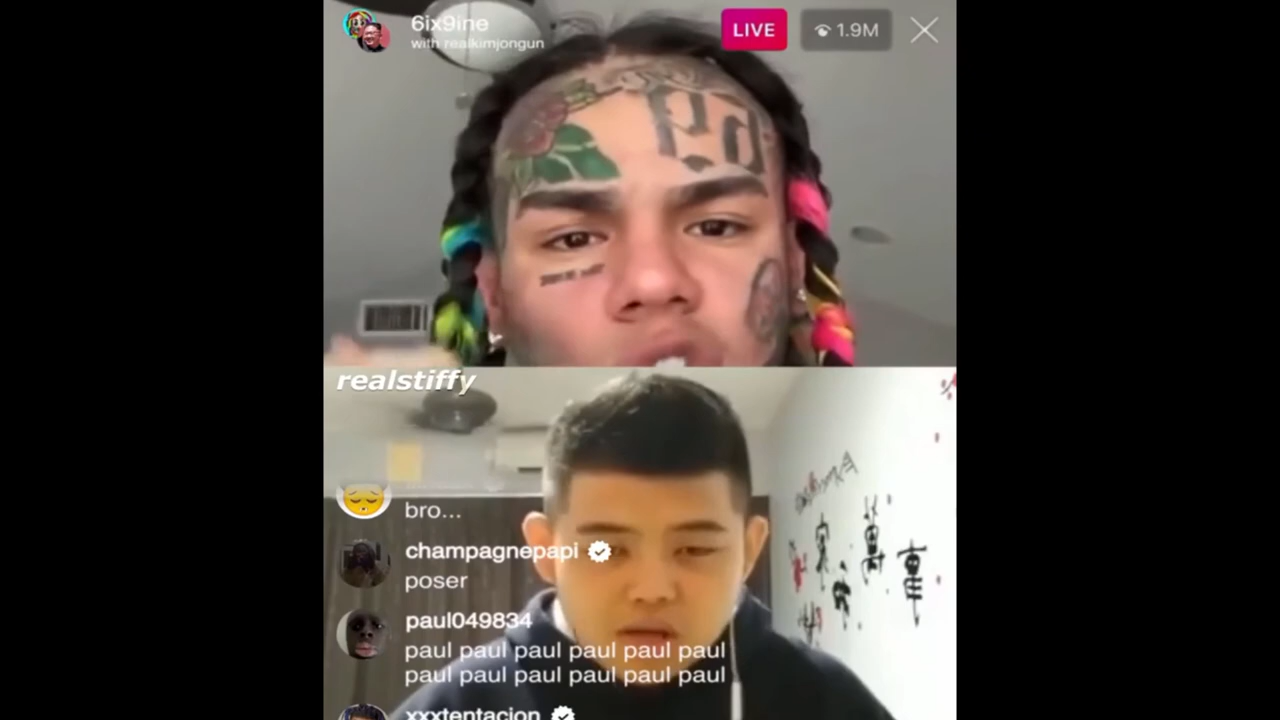 6ix9ine
with realkimjongun
LIVE
1.9M
realstiffy
bro...
champagnepapi
poser
paul049834
paul paul paul paul paul paul
paul paul paul paul paul paul
xxxtentacion